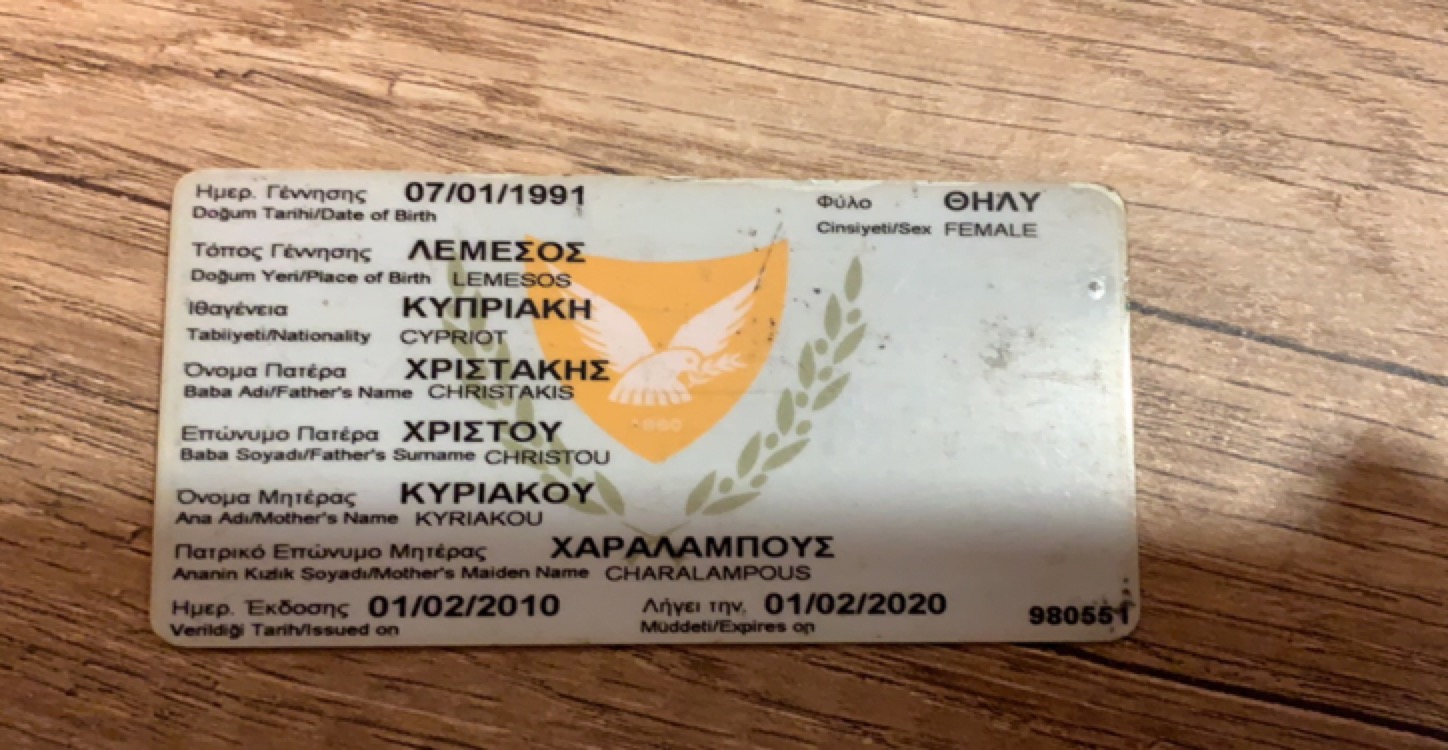 Ημερ. Γέννησης 07/01/1991 Φύλο ΘΗΛΥ
Doğum Tarihi/Date of Birth Cinsiyeti/Sex FEMALE
Τόπος Γέννησης ΛΕΜΕΣΟΣ
Doğum Yeri/Place of Birth LEMESOS
Ιθαγένεια ΚΥΠΡΙΑΚΗ
Tabiiyeti/Nationality CYPRIOT
Όνομα Πατέρα ΧΡΙΣΤΑΚΗΣ
Baba Adı/Father's Name CHRISTAKIS
Επώνυμο Πατέρα ΧΡΙΣΤΟΥ
Baba Soyadı/Father's Surname CHRISTOU
Όνομα Μητέρας ΚΥΡΙΑΚΟΥ
Ana Adı/Mother's Name KYRIAKOU
Πατρικό Επώνυμο Μητέρας ΧΑΡΑΛΑΜΠΟΥΣ
Ananin Kızlık Soyadı/Mother's Maiden Name CHARALAMPOUS
Ημερ. Έκδοσης 01/02/2010 Λήγει την, 01/02/2020
Verildiği Tarih/Issued on Müddeti/Expires on 980551